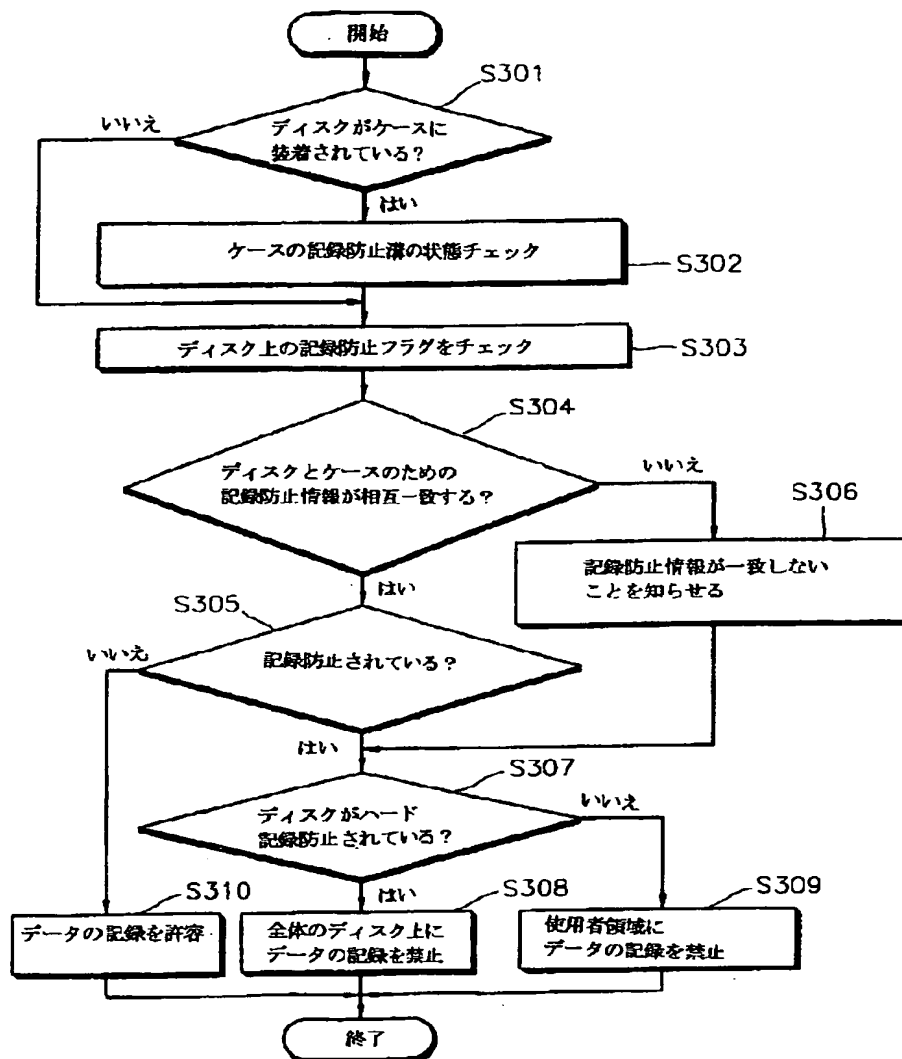 開始
S301
いいえ
ディスクがケースに
装着されている?
はい
ケースの記録防止溝の状態チェック
S302
ディスク上の記録防止フラグをチェック
S303
S304
ディスクとケースのための
記録防止情報が相互一致する?
いいえ
S306
記録防止情報が一致しない
ことを知らせる
はい
S305
いいえ
記録防止されている?
はい
S307
ディスクがハード
記録防止されている?
いいえ
はい
S310
データの記録を許容
S308
全体のディスク上に
データの記録を禁止
S309
使用者領域に
データの記録を禁止
終了